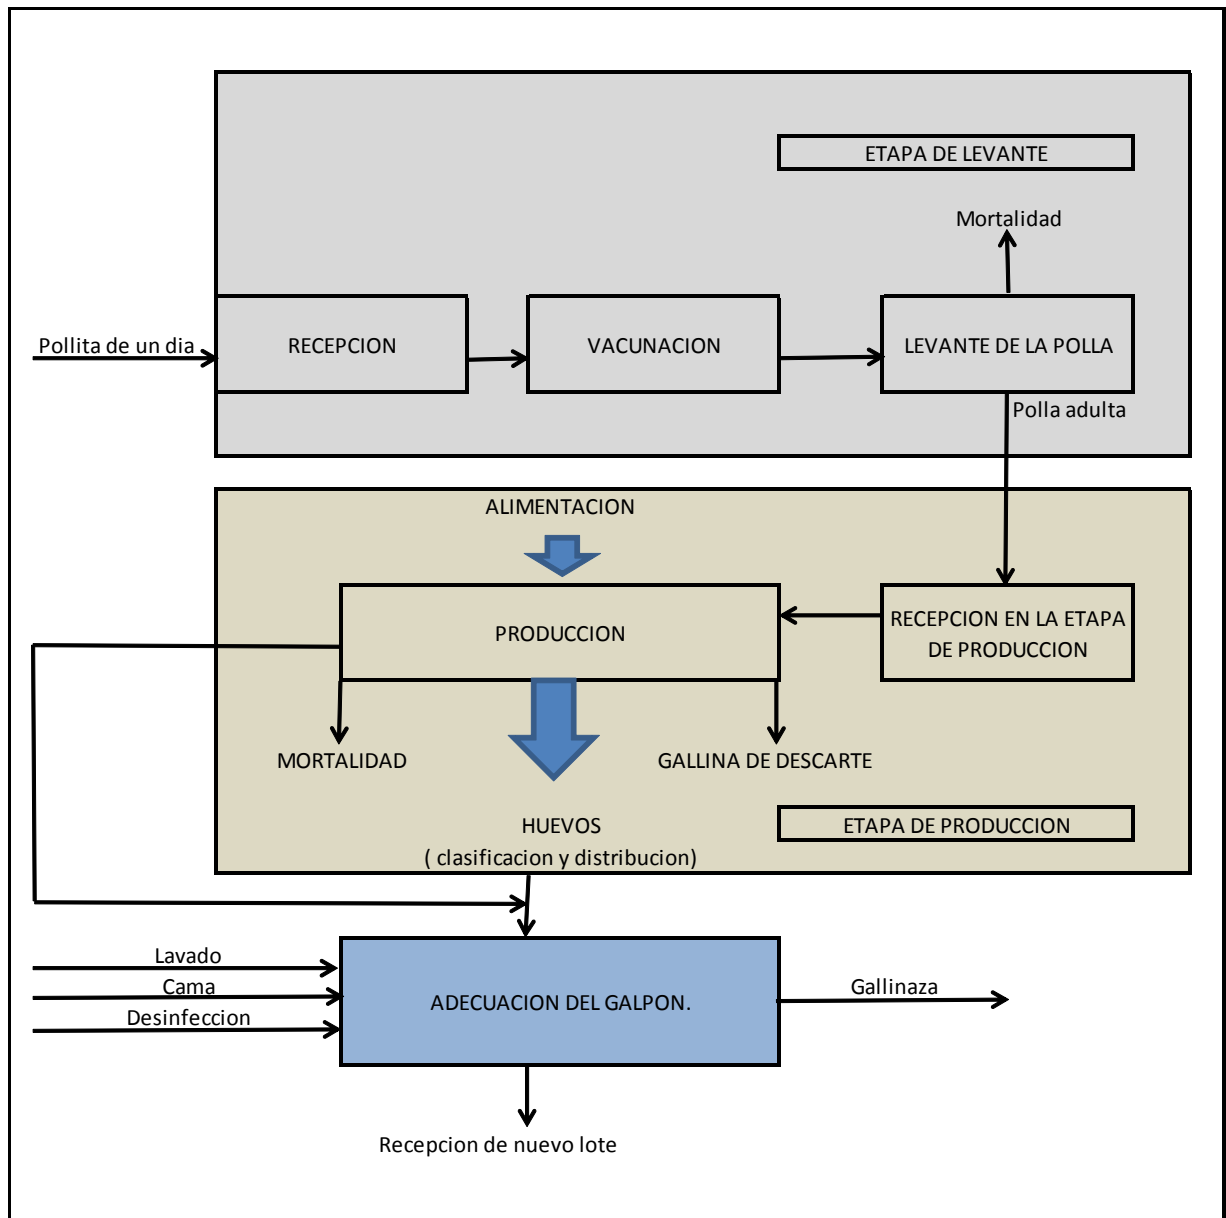 ETAPA DE LEVANTE
Mortalidad
Pollita de un dia
RECEPCION
VACUNACION
LEVANTE DE LA POLLA
Polla adulta
ALIMENTACION
PRODUCCION
RECEPCION EN LA ETAPA
DE PRODUCCION
MORTALIDAD
GALLINA DE DESCARTE
HUEVOS
( clasificacion y distribucion)
ETAPA DE PRODUCCION
Lavado
Cama
Desinfeccion
ADECUACION DEL GALPON.
Gallinaza
Recepcion de nuevo lote